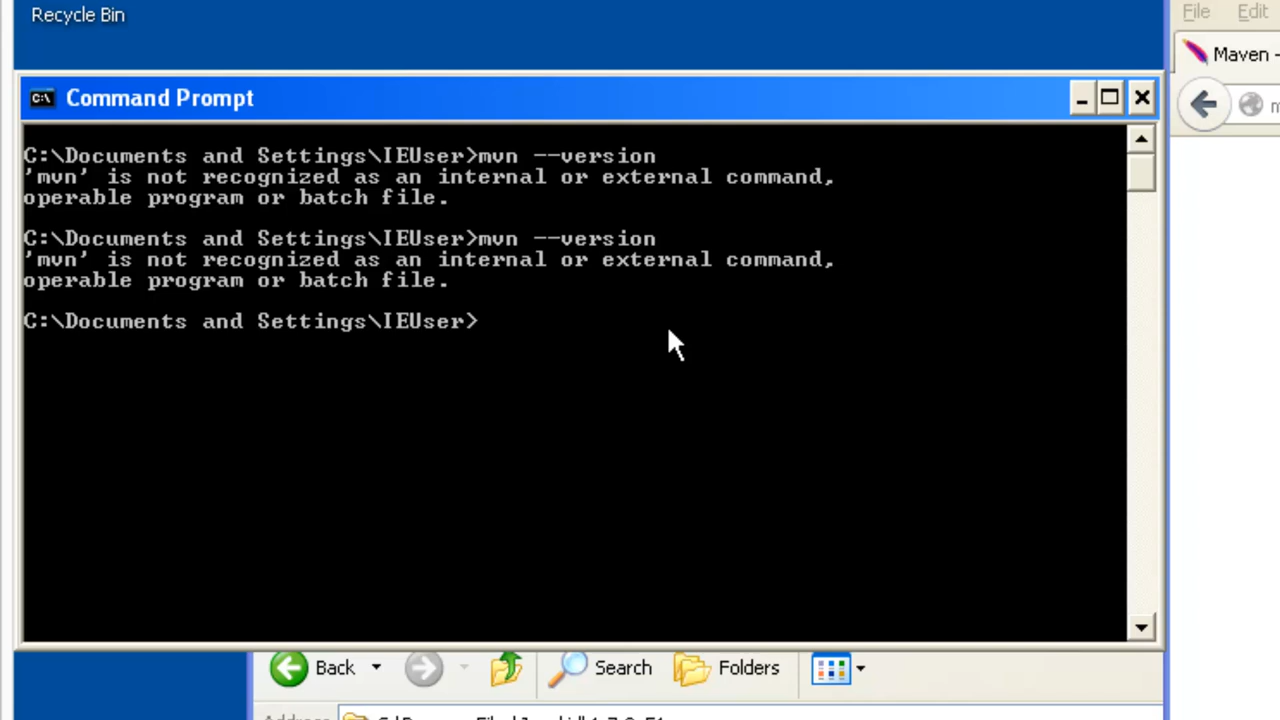 Recycle Bin
File Edit
Maven -
Command Prompt
C:\Documents and Settings\IEUser>mvn --version
'mvn' is not recognized as an internal or external command,
operable program or batch file.
C:\Documents and Settings\IEUser>mvn --version
'mvn' is not recognized as an internal or external command,
operable program or batch file.
C:\Documents and Settings\IEUser>
Back Search Folders